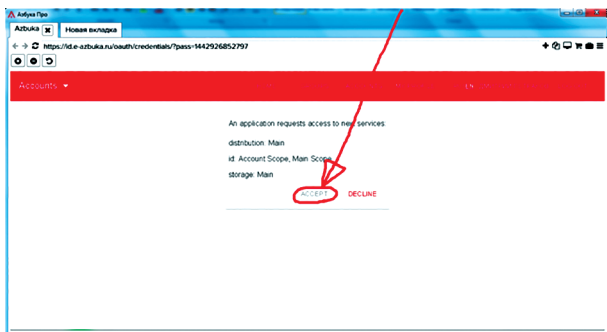 Азбука Про
Azbuka Новая вкладка
https://id.e-azbuka.ru/oauth/credentials/?pass=1442926852797
Accounts
An application requests access to new services:
distribution: Main
id: Account Scope, Main Scope
storage: Main
ACCEPT DECLINE